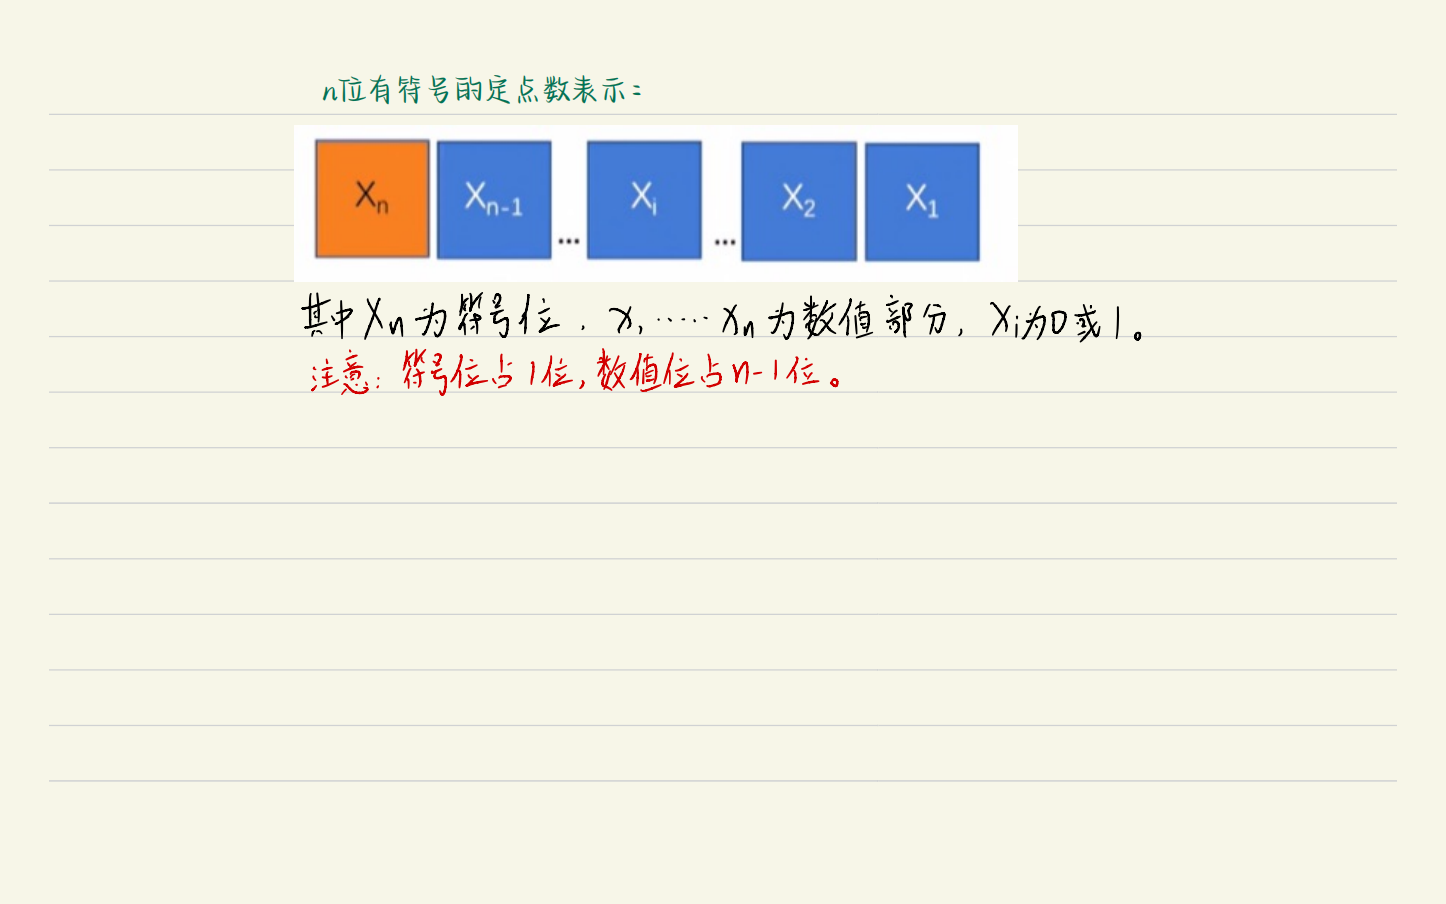 n位有符号的定点数表示:
Xn Xn-1 ... Xi ... X2 X1
其中Xn为符号位,x1……xn为数值部分,Xi为0或1。
注意:符号位占1位,数值位占n-1位。